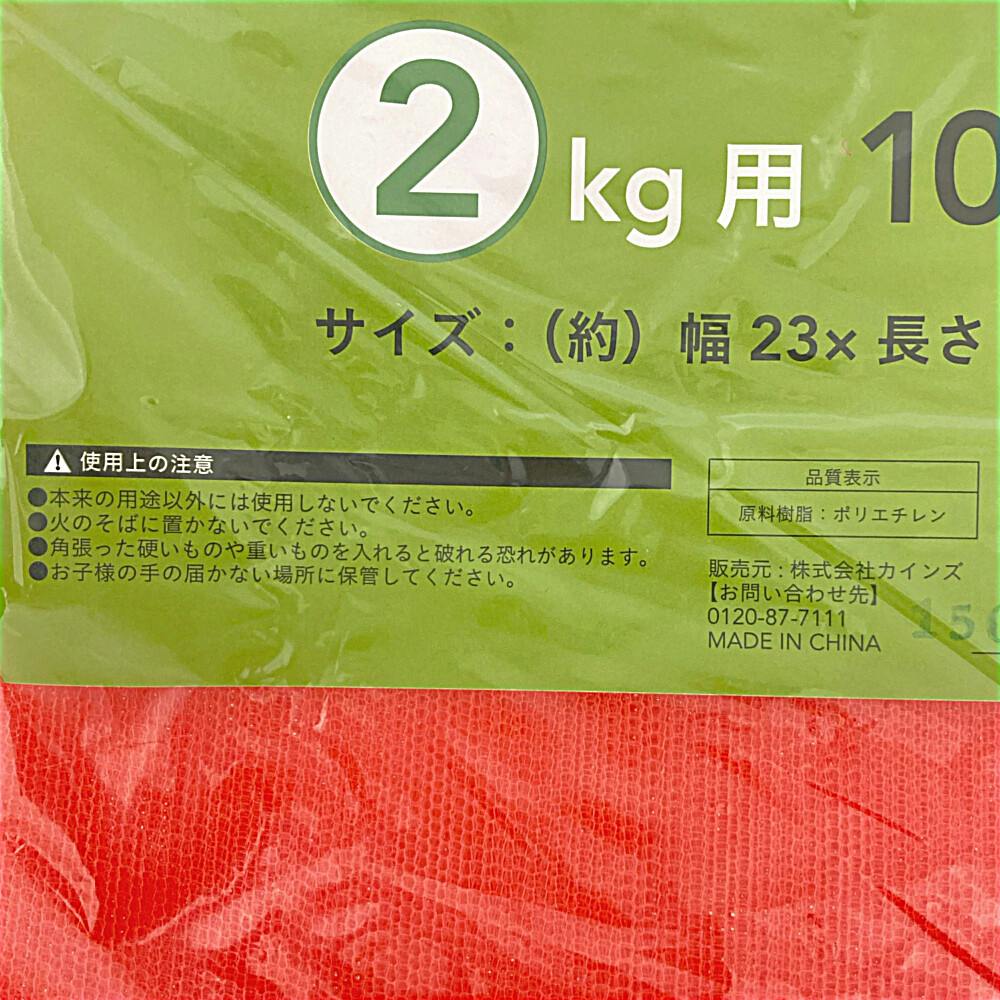 2 kg 用 10
サイズ：（約）幅 23× 長さ
使用上の注意
●本来の用途以外には使用しないでください。
●火のそばに置かないでください。
●角張った硬いものや重いものを入れると破れる恐れがあります。
●お子様の手の届かない場所に保管してください。
品質表示
原料樹脂：ポリエチレン
販売元：株式会社カインズ
【お問い合わせ先】
0120-87-7111
MADE IN CHINA